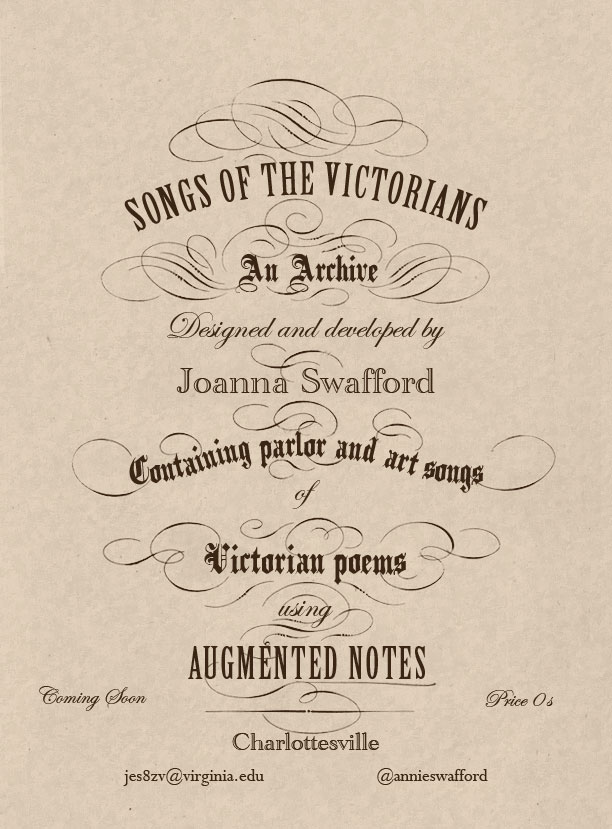 SONGS OF THE VICTORIANS
An Archive
Designed and developed by
Joanna Swafford
Containing parlor and art songs
of
Victorian poems
using
AUGMENTED NOTES
Coming Soon
Price 0s
Charlottesville
jes8zv@virginia.edu
@annieswafford